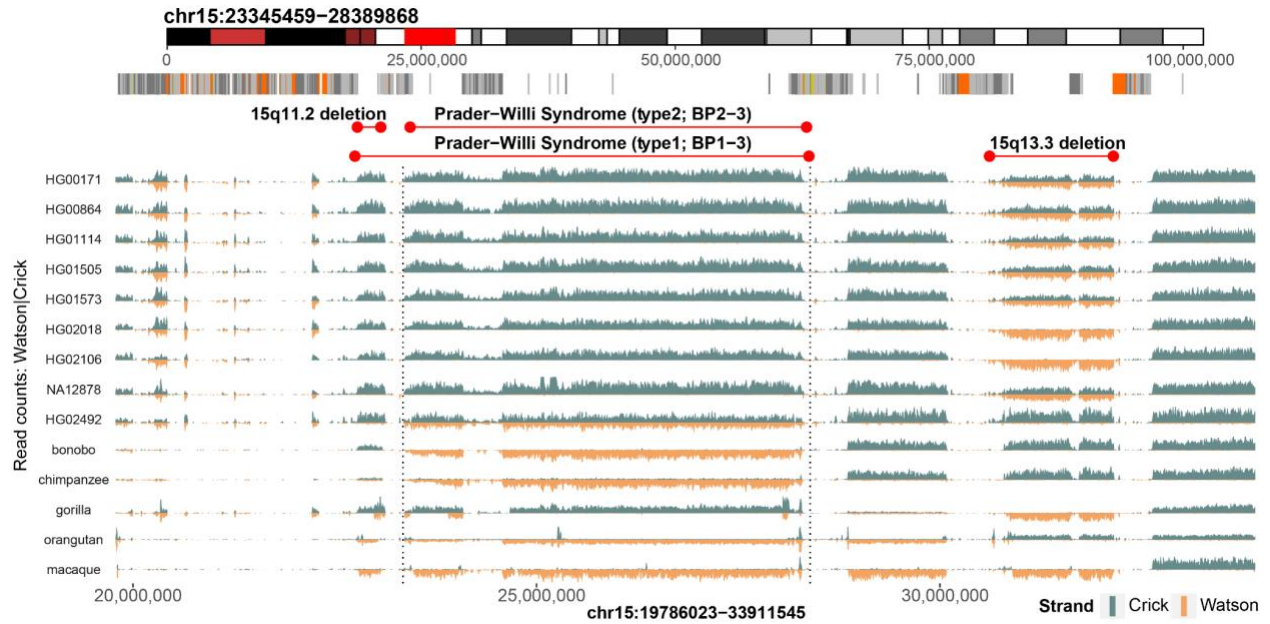 chr15:23345459−28389868
0
25,000,000
50,000,000
75,000,000
100,000,000
15q11.2 deletion
Prader−Willi Syndrome (type2; BP2−3)
Prader−Willi Syndrome (type1; BP1−3)
15q13.3 deletion
Read counts: Watson|Crick
HG00171
HG00864
HG01114
HG01505
HG01573
HG02018
HG02106
NA12878
HG02492
bonobo
chimpanzee
gorilla
orangutan
macaque
20,000,000
25,000,000
30,000,000
chr15:19786023−33911545
Strand Crick Watson